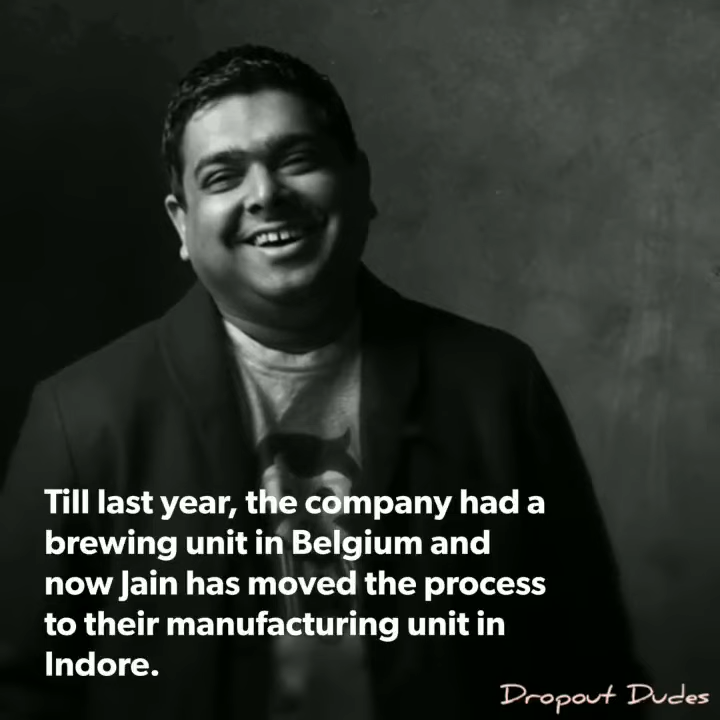 Till last year, the company had a
brewing unit in Belgium and
now Jain has moved the process
to their manufacturing unit in
Indore.
Dropout Dudes